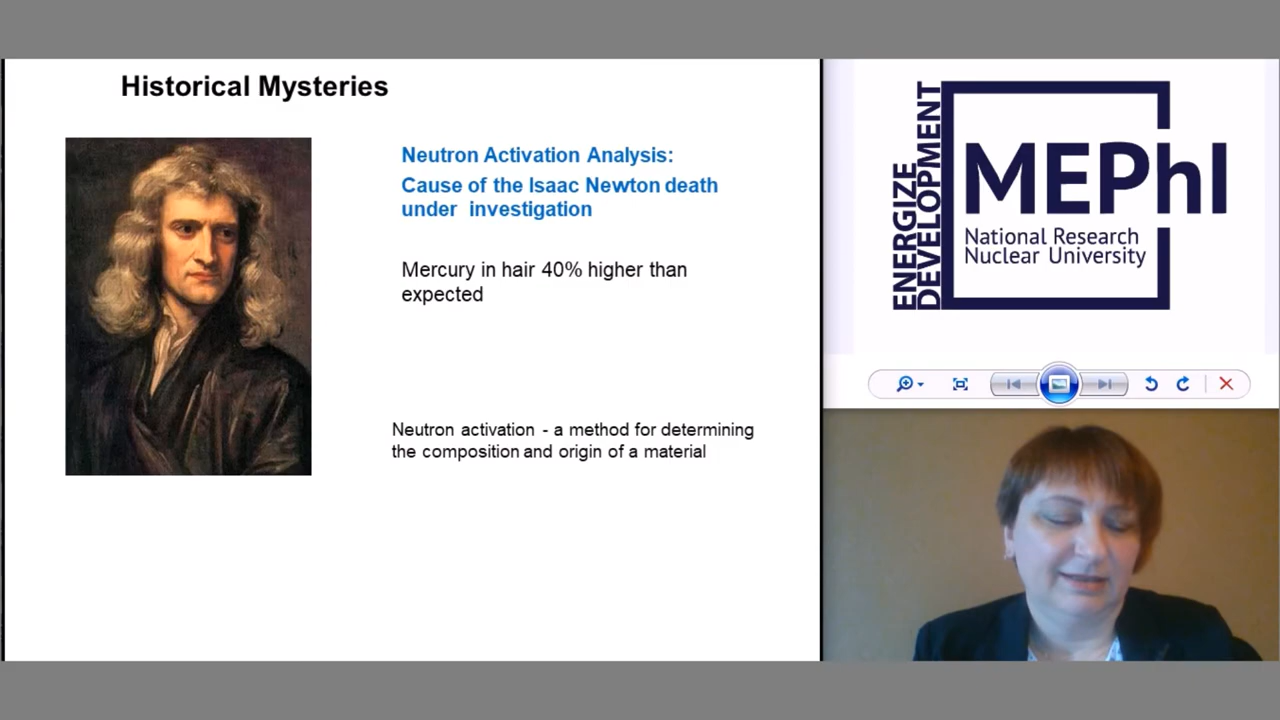 Historical Mysteries
Neutron Activation Analysis:
Cause of the Isaac Newton death
under investigation
Mercury in hair 40% higher than
expected
Neutron activation - a method for determining
the composition and origin of a material
ENERGIZE
DEVELOPMENT
MEPhI
National Research
Nuclear University